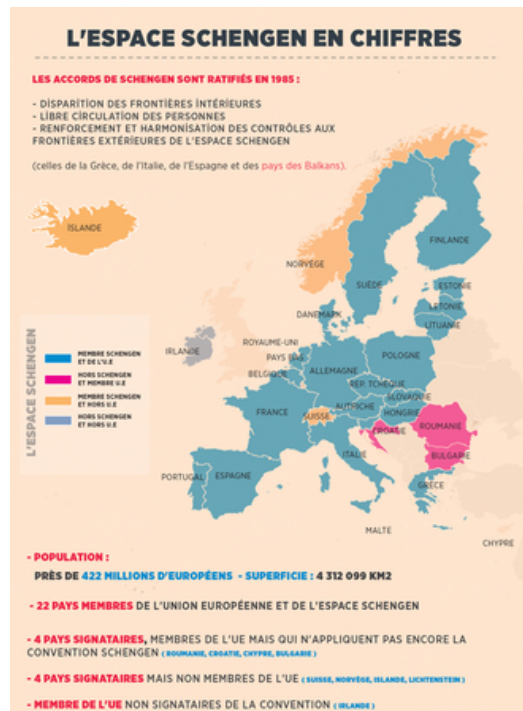 L'ESPACE SCHENGEN EN CHIFFRES
LES ACCORDS DE SCHENGEN SONT RATIFIÉS EN 1985 :
- DISPARITION DES FRONTIÈRES INTÉRIEURES
- LIBRE CIRCULATION DES PERSONNES
- RENFORCEMENT ET HARMONISATION DES CONTRÔLES AUX
FRONTIÈRES EXTÉRIEURES DE L'ESPACE SCHENGEN
(celles de la Grèce, de l'Italie, de l'Espagne et des pays des Balkans).
ISLANDE
FINLANDE
NORVÈGE
SUÈDE
ESTONIE
LETONIE
LITUANIE
DANEMARK
IRLANDE
ROYAUME-UNI
PAYS BAS
BELGIQUE
ALLEMAGNE
POLOGNE
RÉP. TCHÈQUE
SLOVAQUIE
AUTRICHE
HONGRIE
FRANCE
SUISSE
CROATIE
ROUMANIE
BULGARIE
ITALIE
PORTUGAL
ESPAGNE
GRÈCE
MALTE
CHYPRE
L'ESPACE SCHENGEN
MEMBRE SCHENGEN
ET DE L'U.E
HORS SCHENGEN
ET MEMBRE U.E
MEMBRE SCHENGEN
ET HORS U.E
HORS SCHENGEN
ET HORS U.E
- POPULATION :
PRÈS DE 422 MILLIONS D'EUROPÉENS - SUPERFICIE : 4 312 099 KM2
- 22 PAYS MEMBRES DE L'UNION EUROPÉENNE ET DE L'ESPACE SCHENGEN
- 4 PAYS SIGNATAIRES, MEMBRES DE L'UE MAIS QUI N'APPLIQUENT PAS ENCORE LA
CONVENTION SCHENGEN ( ROUMANIE, CROATIE, CHYPRE, BULGARIE )
- 4 PAYS SIGNATAIRES MAIS NON MEMBRES DE L'UE ( SUISSE, NORVÈGE, ISLANDE, LICHTENSTEIN )
- MEMBRE DE L'UE NON SIGNATAIRES DE LA CONVENTION ( IRLANDE )